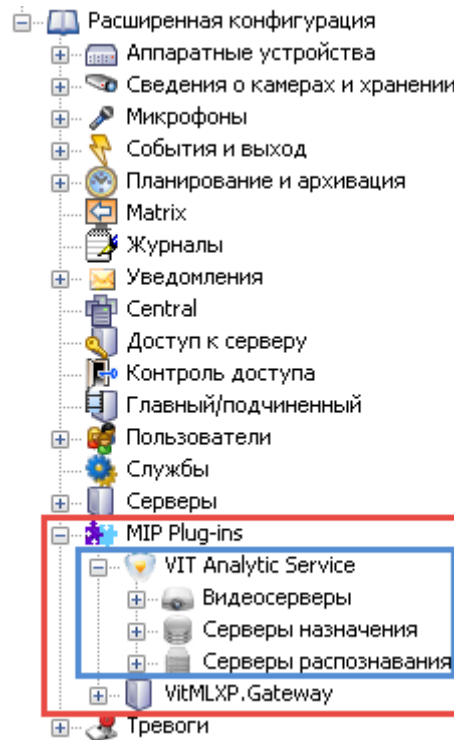 Расширенная конфигурация
Аппаратные устройства
Сведения о камерах и хранении
Микрофоны
События и выход
Планирование и архивация
Matrix
Журналы
Уведомления
Central
Доступ к серверу
Контроль доступа
Главный/подчиненный
Пользователи
Службы
Серверы
MIP Plug-ins
VIT Analytic Service
Видеосерверы
Серверы назначения
Серверы распознавания
VitMLXP.Gateway
Тревоги